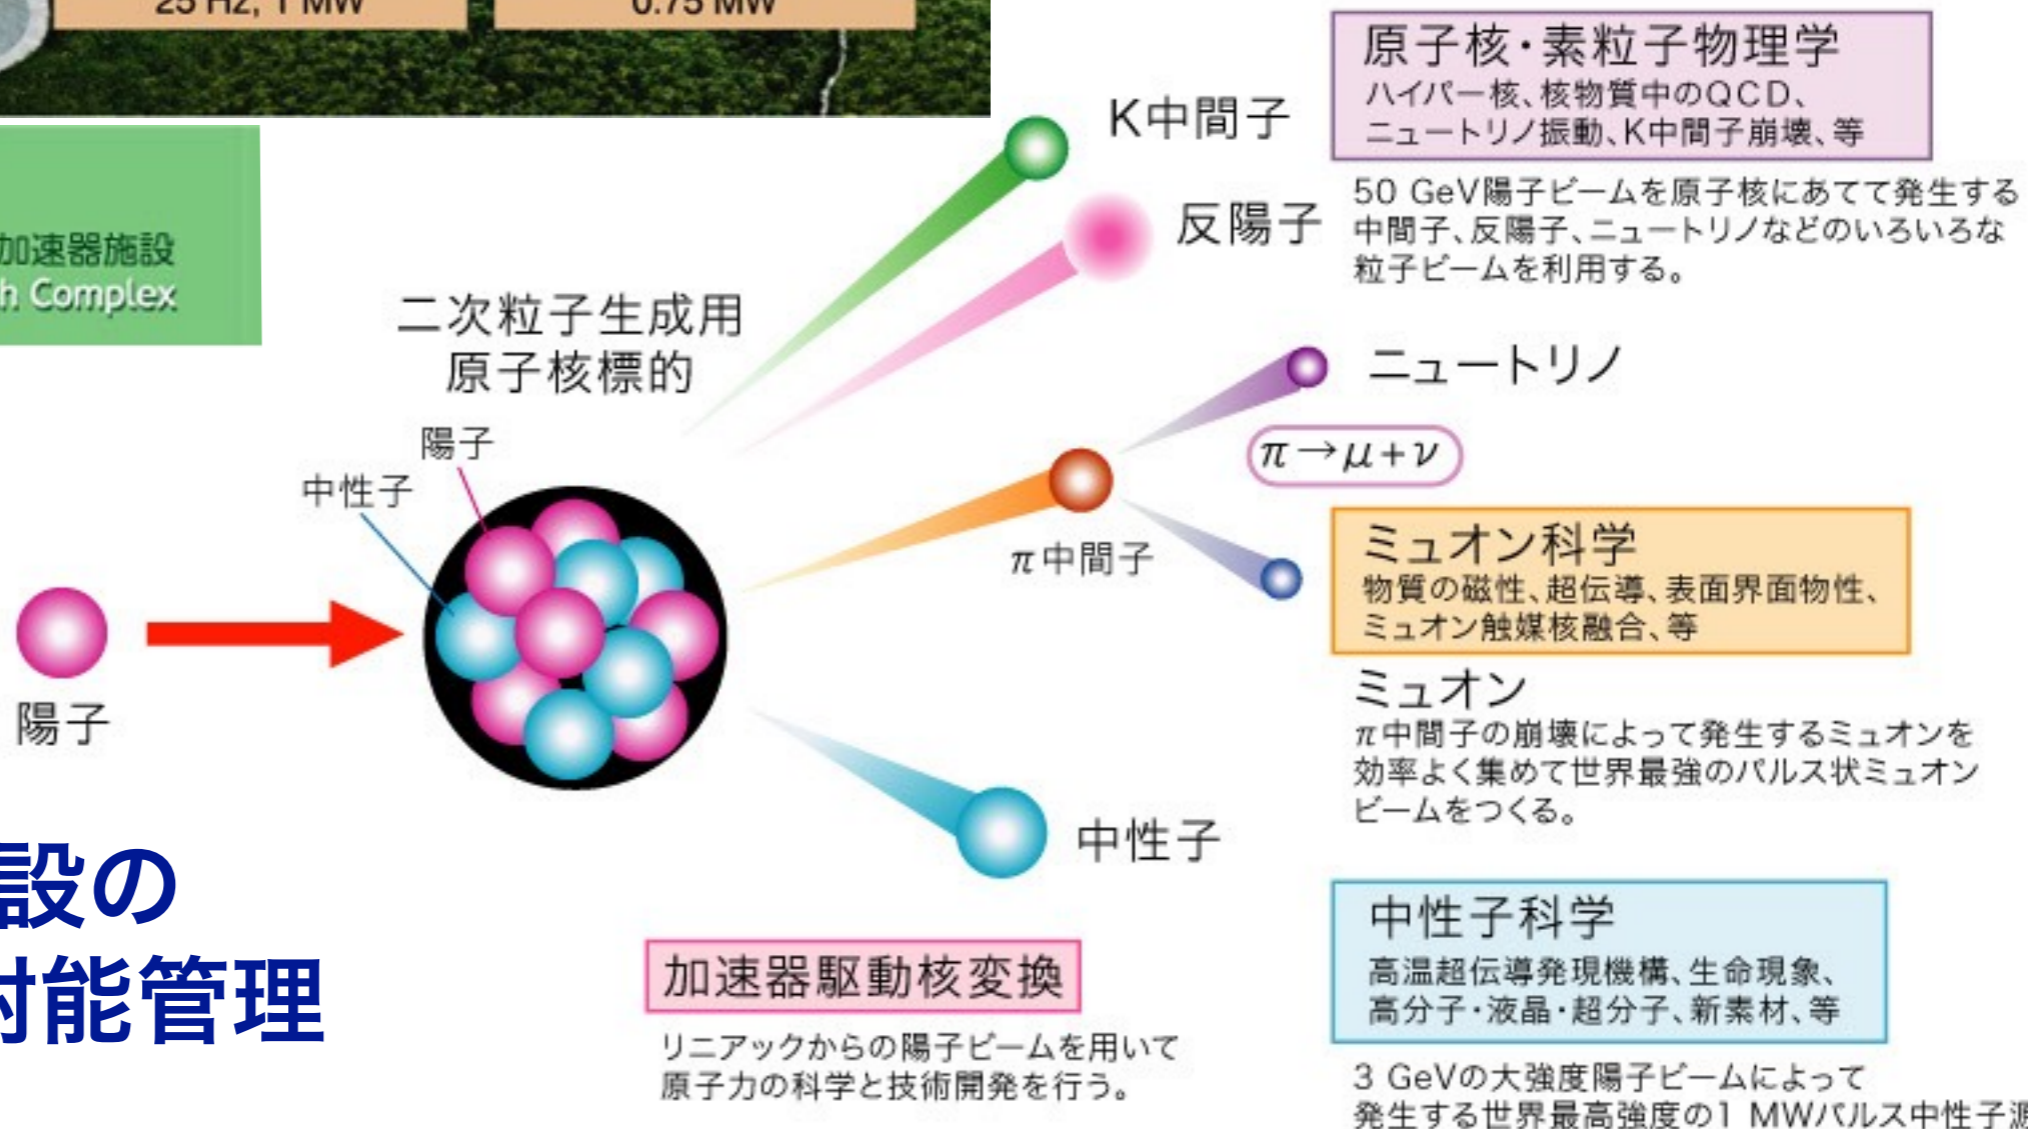 25 Hz, 1 MW
0.75 MW
加速器施設
h Complex
二次粒子生成用
原子核標的
陽子
中性子
陽子
K中間子
反陽子
ニュートリノ
π→μ+ν
π中間子
中性子
原子核・素粒子物理学
ハイパー核、核物質中のQCD、
ニュートリノ振動、K中間子崩壊、等
50 GeV陽子ビームを原子核にあてて発生する
中間子、反陽子、ニュートリノなどのいろいろな
粒子ビームを利用する。
ミュオン科学
物質の磁性、超伝導、表面界面物性、
ミュオン触媒核融合、等
ミュオン
π中間子の崩壊によって発生するミュオンを
効率よく集めて世界最強のパルス状ミュオン
ビームをつくる。
中性子科学
高温超伝導発現機構、生命現象、
高分子・液晶・超分子、新素材、等
3 GeVの大強度陽子ビームによって
発生する世界最高強度の1 MWパルス中性子源
加速器駆動核変換
リニアックからの陽子ビームを用いて
原子力の科学と技術開発を行う。
設の
射能管理